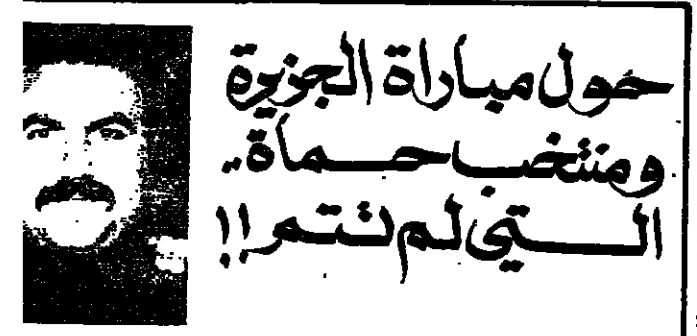 حول مباراة الجزيرة
ومنتخب حماة..
التي لم تتم!!